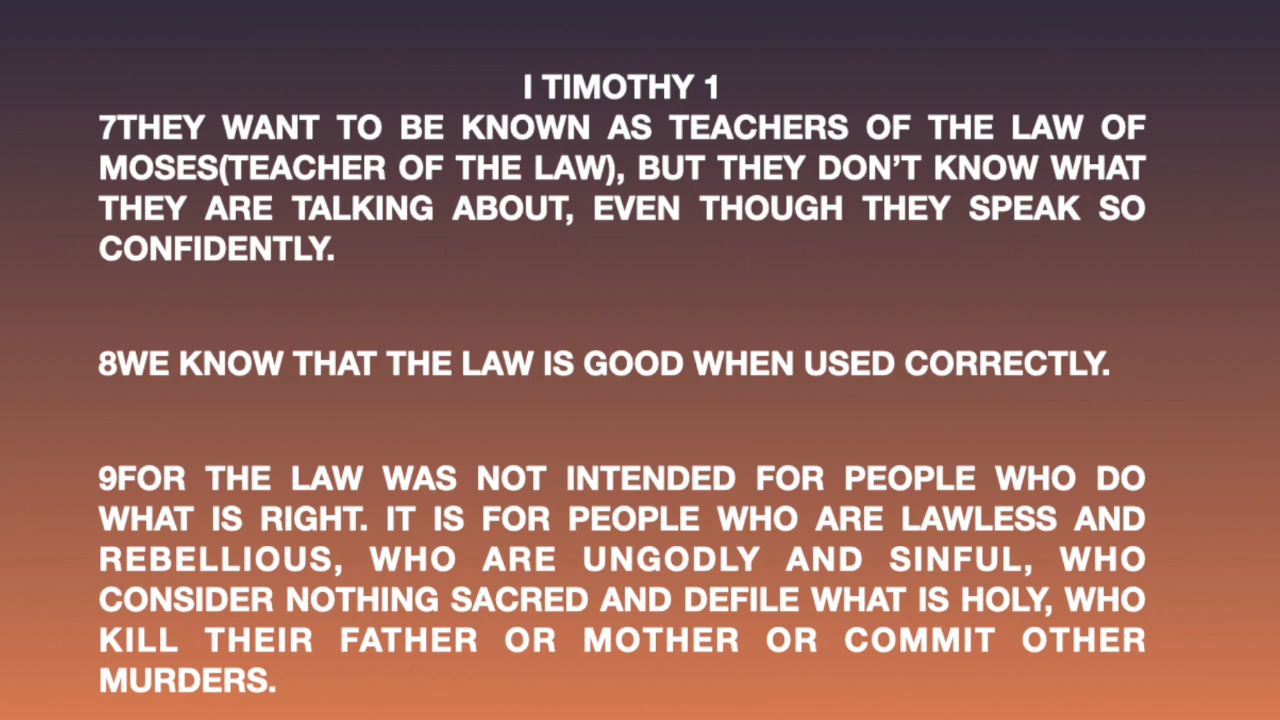 I TIMOTHY 1
7THEY WANT TO BE KNOWN AS TEACHERS OF THE LAW OF
MOSES(TEACHER OF THE LAW), BUT THEY DON’T KNOW WHAT
THEY ARE TALKING ABOUT, EVEN THOUGH THEY SPEAK SO
CONFIDENTLY.
8WE KNOW THAT THE LAW IS GOOD WHEN USED CORRECTLY.
9FOR THE LAW WAS NOT INTENDED FOR PEOPLE WHO DO
WHAT IS RIGHT. IT IS FOR PEOPLE WHO ARE LAWLESS AND
REBELLIOUS, WHO ARE UNGODLY AND SINFUL, WHO
CONSIDER NOTHING SACRED AND DEFILE WHAT IS HOLY, WHO
KILL THEIR FATHER OR MOTHER OR COMMIT OTHER
MURDERS.